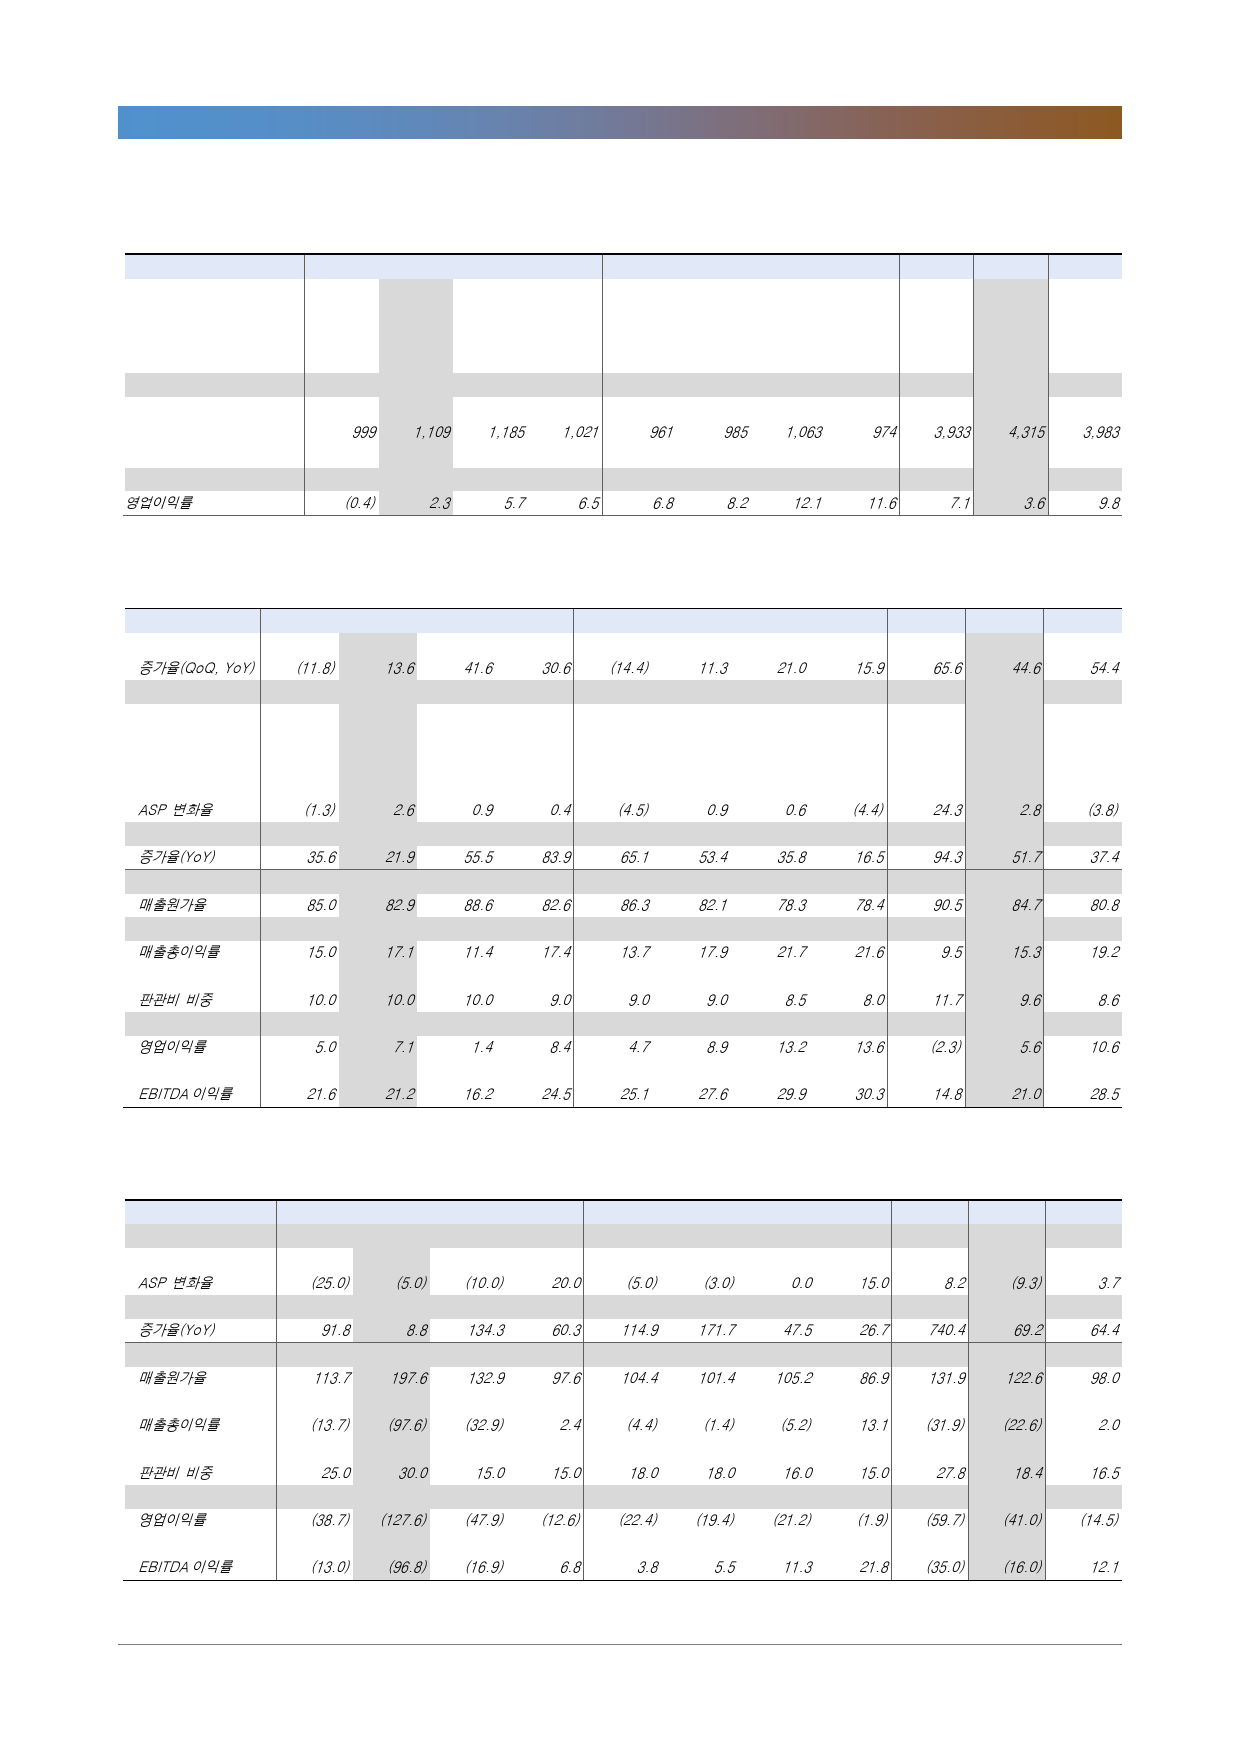 999 1,109 1,185 1,021 961 985 1,063 974 3,933 4,315 3,983
영업이익률 (0.4) 2.3 5.7 6.5 6.8 8.2 12.1 11.6 7.1 3.6 9.8
증가율(QoQ, YoY) (11.8) 13.6 41.6 30.6 (14.4) 11.3 21.0 15.9 65.6 44.6 54.4
ASP 변화율 (1.3) 2.6 0.9 0.4 (4.5) 0.9 0.6 (4.4) 24.3 2.8 (3.8)
증가율(YoY) 35.6 21.9 55.5 83.9 65.1 53.4 35.8 16.5 94.3 51.7 37.4
매출원가율 85.0 82.9 88.6 82.6 86.3 82.1 78.3 78.4 90.5 84.7 80.8
매출총이익률 15.0 17.1 11.4 17.4 13.7 17.9 21.7 21.6 9.5 15.3 19.2
판관비 비중 10.0 10.0 10.0 9.0 9.0 9.0 8.5 8.0 11.7 9.6 8.6
영업이익률 5.0 7.1 1.4 8.4 4.7 8.9 13.2 13.6 (2.3) 5.6 10.6
EBITDA 이익률 21.6 21.2 16.2 24.5 25.1 27.6 29.9 30.3 14.8 21.0 28.5
ASP 변화율 (25.0) (5.0) (10.0) 20.0 (5.0) (3.0) 0.0 15.0 8.2 (9.3) 3.7
증가율(YoY) 91.8 8.8 134.3 60.3 114.9 171.7 47.5 26.7 740.4 69.2 64.4
매출원가율 113.7 197.6 132.9 97.6 104.4 101.4 105.2 86.9 131.9 122.6 98.0
매출총이익률 (13.7) (97.6) (32.9) 2.4 (4.4) (1.4) (5.2) 13.1 (31.9) (22.6) 2.0
판관비 비중 25.0 30.0 15.0 15.0 18.0 18.0 16.0 15.0 27.8 18.4 16.5
영업이익률 (38.7) (127.6) (47.9) (12.6) (22.4) (19.4) (21.2) (1.9) (59.7) (41.0) (14.5)
EBITDA 이익률 (13.0) (96.8) (16.9) 6.8 3.8 5.5 11.3 21.8 (35.0) (16.0) 12.1